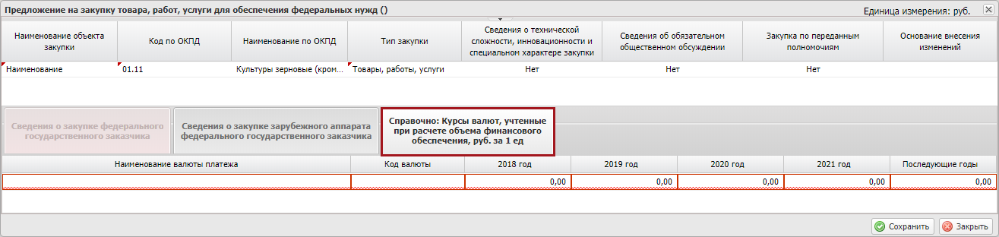 Предложение на закупку товара, работ, услуги для обеспечения федеральных нужд ()
Единица измерения: руб.
Наименование объекта закупки
Код по ОКПД
Наименование по ОКПД
Тип закупки
Сведения о технической сложности, инновационности и специальном характере закупки
Сведения об обязательном общественном обсуждении
Закупка по переданным полномочиям
Основание внесения изменений
Наименование 01.11 Культуры зерновые (кром... Товары, работы, услуги Нет Нет Нет
Сведения о закупке федерального
государственного заказчика
Сведения о закупке зарубежного аппарата
федерального государственного заказчика
Справочно: Курсы валют, учтенные
при расчете объема финансового
обеспечения, руб. за 1 ед
Наименование валюты платежа Код валюты 2018 год 2019 год 2020 год 2021 год Последующие годы
0,00 0,00 0,00 0,00 0,00
Сохранить Закрыть